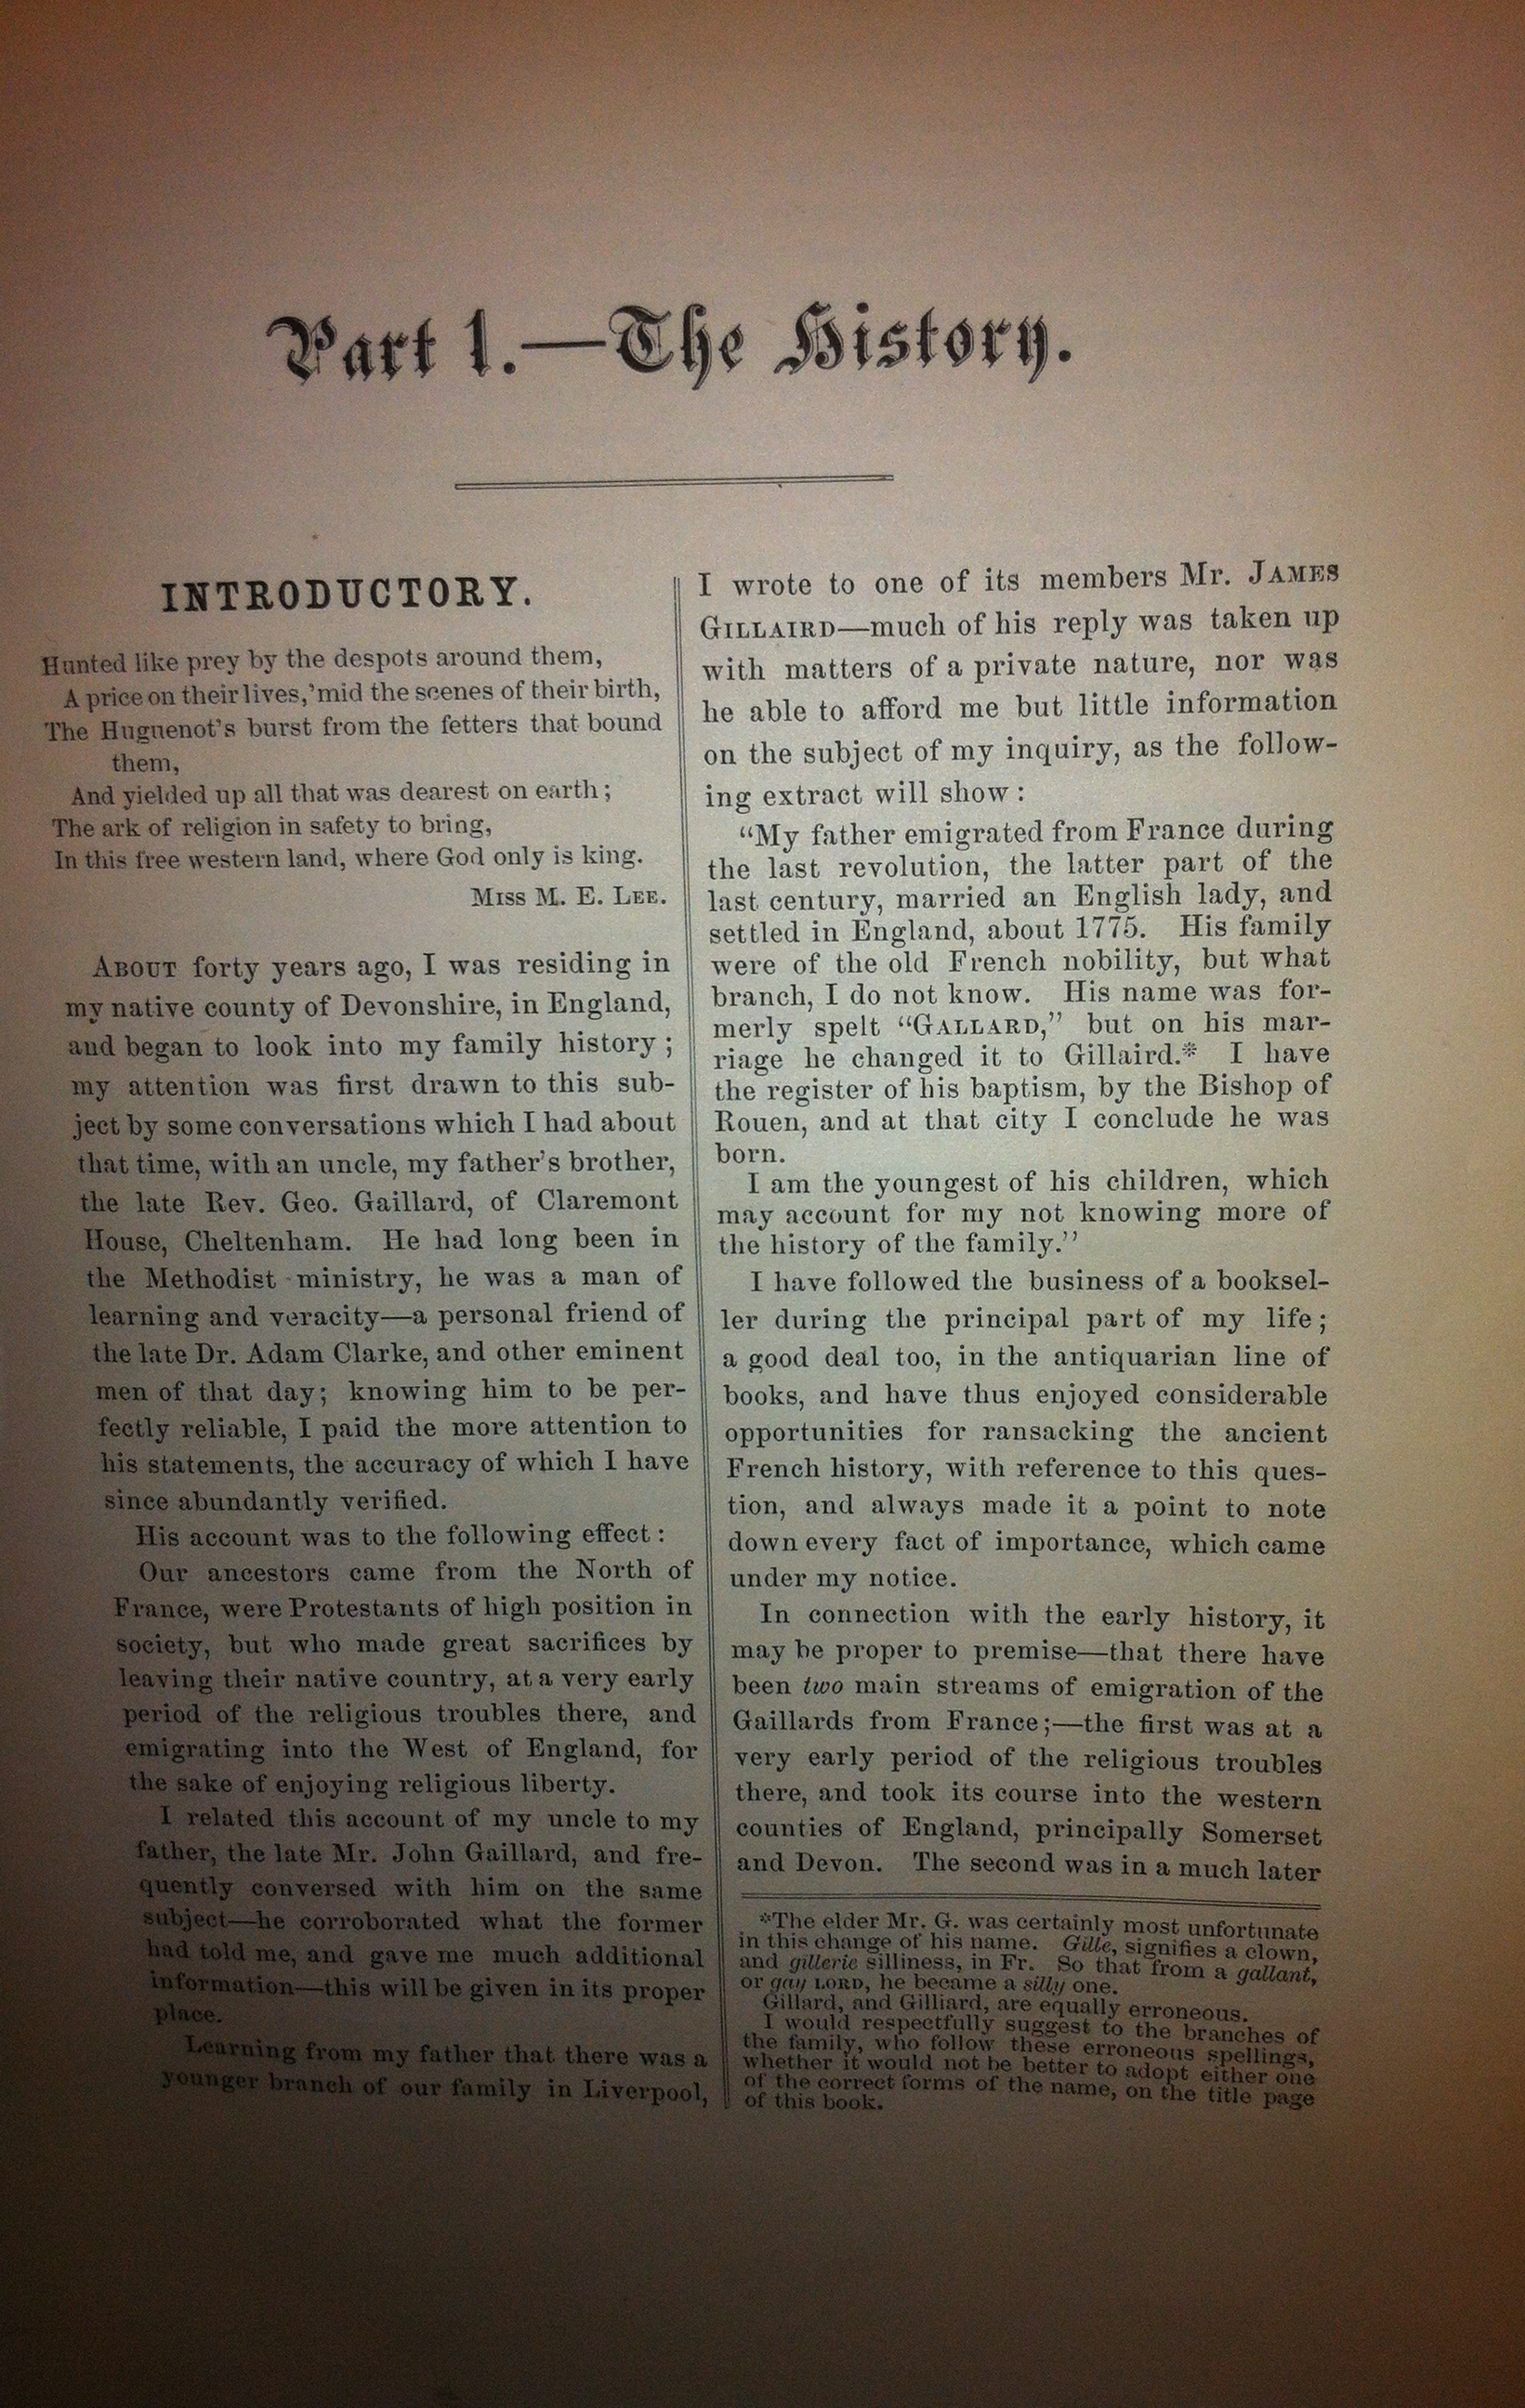 Part 1.—The History.
INTRODUCTORY.
Hunted like prey by the despots around them,
A price on their lives,'mid the scenes of their birth,
The Huguenot's burst from the fetters that bound
them,
And yielded up all that was dearest on earth;
The ark of religion in safety to bring,
In this free western land, where God only is king.
MISS M. E. LEE.
ABOUT forty years ago, I was residing in
my native county of Devonshire, in England,
and began to look into my family history;
my attention was first drawn to this sub-
ject by some conversations which I had about
that time, with an uncle, my father's brother,
the late Rev. Geo. Gaillard, of Claremont
House, Cheltenham. He had long been in
the Methodist ministry, he was a man of
learning and veracity—a personal friend of
the late Dr. Adam Clarke, and other eminent
men of that day; knowing him to be per-
fectly reliable, I paid the more attention to
his statements, the accuracy of which I have
since abundantly verified.
His account was to the following effect:
Our ancestors came from the North of
France, were Protestants of high position in
society, but who made great sacrifices by
leaving their native country, at a very early
period of the religious troubles there, and
emigrating into the West of England, for
the sake of enjoying religious liberty.
I related this account of my uncle to my
father, the late Mr. John Gaillard, and fre-
quently conversed with him on the same
subject—he corroborated what the former
had told me, and gave me much additional
information—this will be given in its proper
place.
Learning from my father that there was a
younger branch of our family in Liverpool,
I wrote to one of its members Mr. JAMES
GILLAIRD—much of his reply was taken up
with matters of a private nature, nor was
he able to afford me but little information
on the subject of my inquiry, as the follow-
ing extract will show:
"My father emigrated from France during
the last revolution, the latter part of the
last century, married an English lady, and
settled in England, about 1775. His family
were of the old French nobility, but what
branch, I do not know. His name was for-
merly spelt "GALLARD," but on his mar-
riage he changed it to Gillaird.* I have
the register of his baptism, by the Bishop of
Rouen, and at that city I conclude he was
born.
I am the youngest of his children, which
may account for my not knowing more of
the history of the family."
I have followed the business of a booksel-
ler during the principal part of my life;
a good deal too, in the antiquarian line of
books, and have thus enjoyed considerable
opportunities for ransacking the ancient
French history, with reference to this ques-
tion, and always made it a point to note
down every fact of importance, which came
under my notice.
In connection with the early history, it
may be proper to premise—that there have
been two main streams of emigration of the
Gaillards from France;—the first was at a
very early period of the religious troubles
there, and took its course into the western
counties of England, principally Somerset
and Devon. The second was in a much later
*The elder Mr. G. was certainly most unfortunate
in this change of his name. Gille, signifies a clown,
and gillerie silliness, in Fr. So that from a gallant,
or gay LORD, he became a silly one.
Gillard, and Gilliard, are equally erroneous.
I would respectfully suggest to the branches of
the family, who follow these erroneous spellings,
whether it would not be better to adopt either one
of the correct forms of the name, on the title page
of this book.